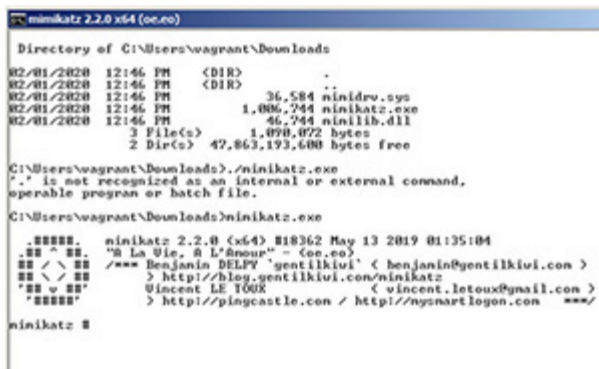 mimikatz 2.2.0 x64 (oe.eo)
Directory of C:\Users\vagrant\Downloads
02/01/2020 12:46 PM <DIR> .
02/01/2020 12:46 PM <DIR> ..
02/01/2020 12:46 PM 36,584 mimidrv.sys
02/01/2020 12:46 PM 1,006,744 mimikatz.exe
02/01/2020 12:46 PM 46,744 mimilib.dll
3 File(s) 1,090,072 bytes
2 Dir(s) 47,863,193,600 bytes free
C:\Users\vagrant\Downloads>./mimikatz.exe
'.' is not recognized as an internal or external command,
operable program or batch file.
C:\Users\vagrant\Downloads>mimikatz.exe
.#####. mimikatz 2.2.0 (x64) #18362 May 13 2019 01:35:04
.## ^ ##. "A La Vie, A L'Amour" - (oe.eo)
## / \ ## /*** Benjamin DELPY `gentilkiwi` ( benjamin@gentilkiwi.com )
## \ / ## > http://blog.gentilkiwi.com/mimikatz
'## v ##' Vincent LE TOUX ( vincent.letoux@gmail.com )
'#####' > http://pingcastle.com / http://mysmartlogon.com ***/
mimikatz #